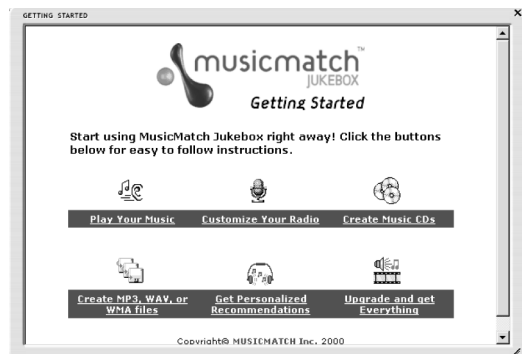 GETTING STARTED
musicmatch™
JUKEBOX
Getting Started
Start using MusicMatch Jukebox right away! Click the buttons
below for easy to follow instructions.
Play Your Music Customize Your Radio Create Music CDs
Create MP3, WAV, or Get Personalized Upgrade and get
WMA files Recommendations Everything
Copyright© MUSICMATCH Inc. 2000